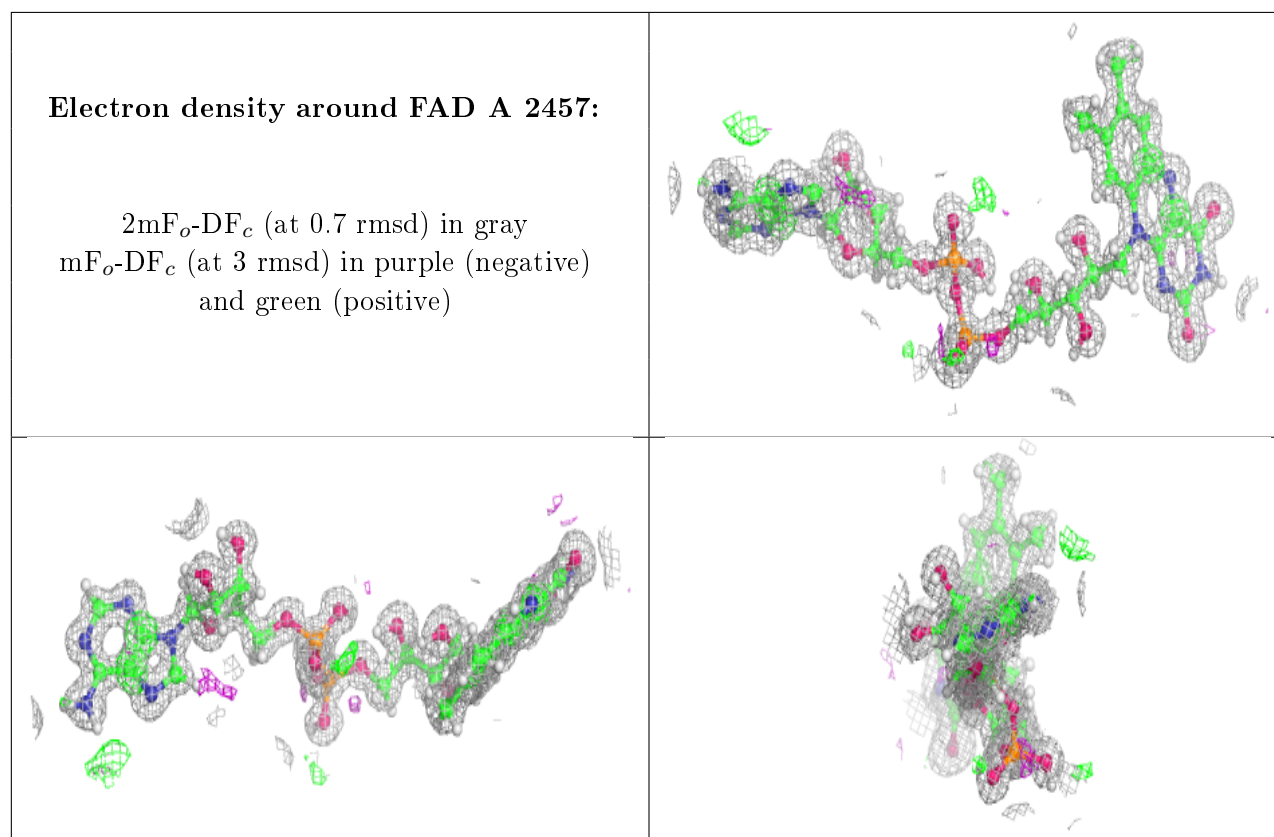 Electron density around FAD A 2457:
2mFₒ-DF𝒸 (at 0.7 rmsd) in gray
mFₒ-DF𝒸 (at 3 rmsd) in purple (negative)
and green (positive)